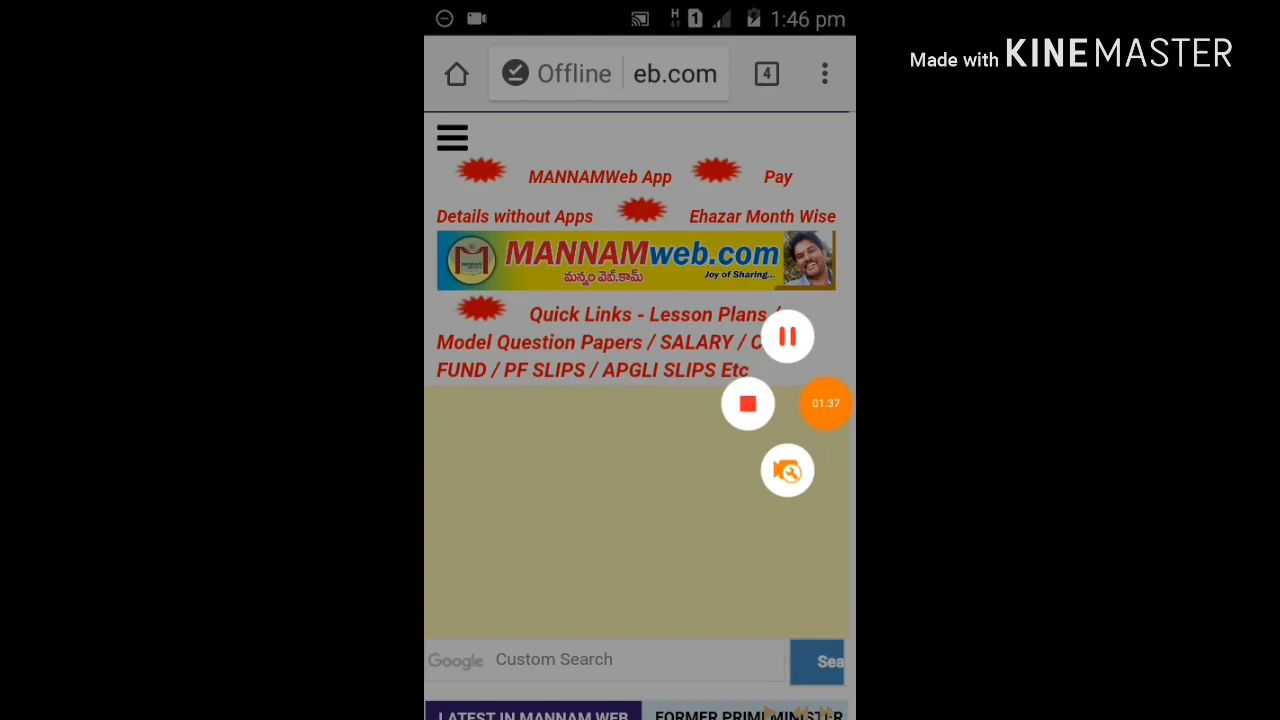 1:46 pm
H
1
Made with KINEMASTER
Offline
eb.com
4
MANNAMWeb App
Pay
Details without Apps
Ehazar Month Wise
MANNAMweb.com
మన్నం వెబ్.కామ్
Joy of Sharing...
Quick Links - Lesson Plans /
Model Question Papers / SALARY / C
FUND / PF SLIPS / APGLI SLIPS Etc
01.37
Google Custom Search
Sea
LATEST IN MANNAM WEB
FORMER PRIME MINISTER